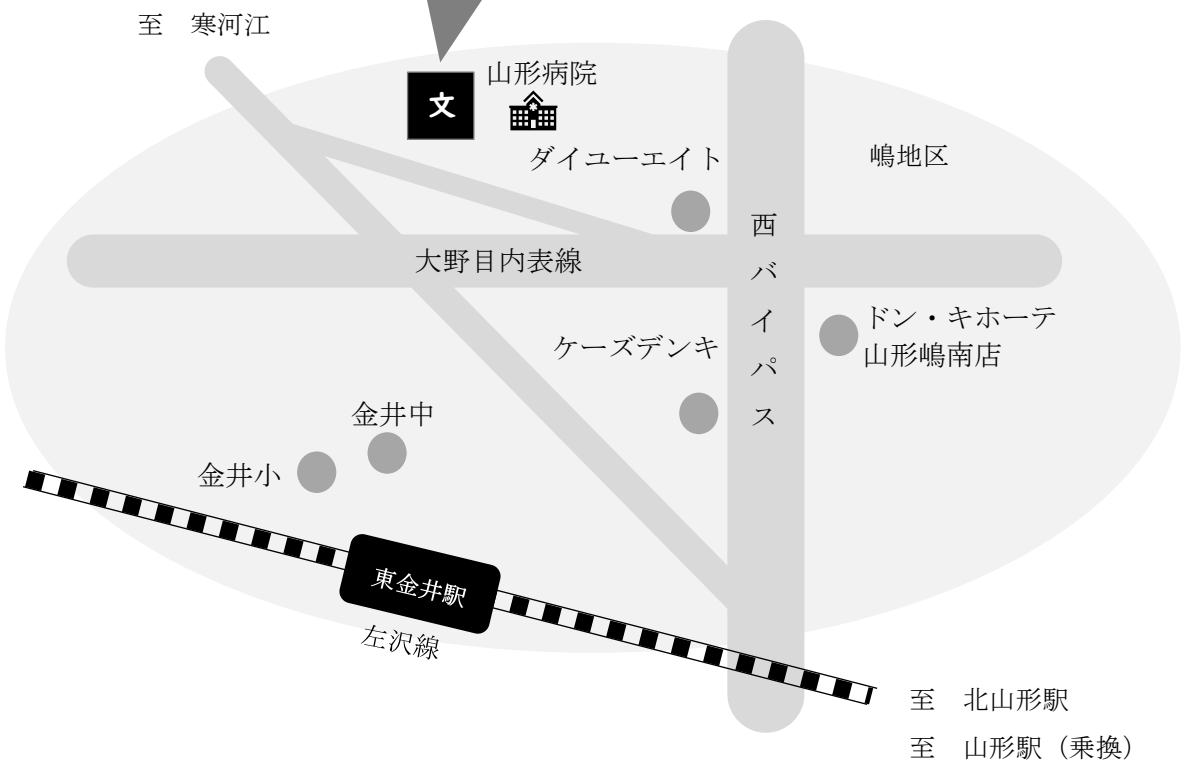 至　寒河江
山形病院
文
ダイユーエイト
嶋地区
西バイパス
大野目内表線
ドン・キホーテ
山形嶋南店
ケーズデンキ
金井中
金井小
東金井駅
左沢線
至　北山形駅
至　山形駅（乗換）